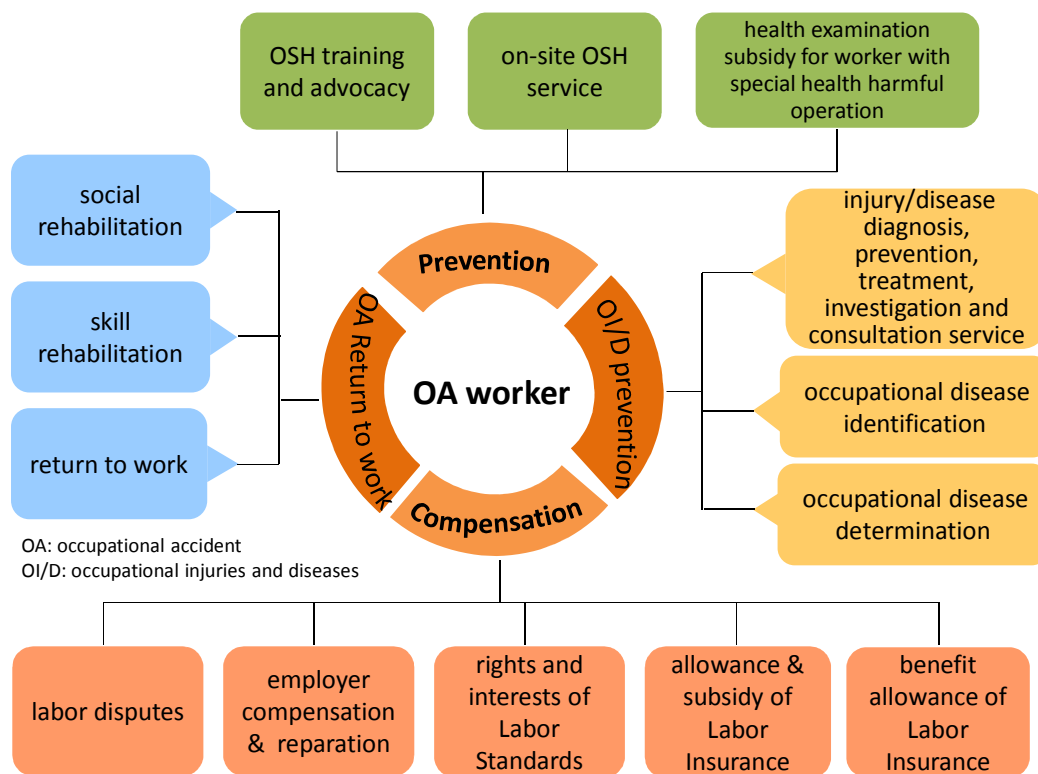 OSH training
and advocacy
on-site OSH
service
health examination
subsidy for worker with
special health harmful
operation
social
rehabilitation
skill
rehabilitation
return to work
Prevention
OA Return to work
OA worker
OI/D prevention
Compensation
injury/disease
diagnosis,
prevention,
treatment,
investigation and
consultation service
occupational disease
identification
occupational disease
determination
OA: occupational accident
OI/D: occupational injuries and diseases
labor disputes
employer
compensation
& reparation
rights and
interests of
Labor
Standards
allowance &
subsidy of
Labor
Insurance
benefit
allowance of
Labor
Insurance